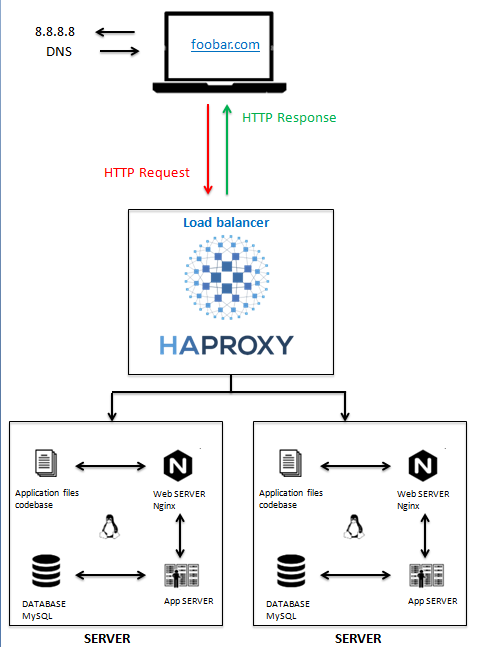 8.8.8.8
DNS
foobar.com
HTTP Response
HTTP Request
Load balancer
HAPROXY
Application files
codebase
N
Web SERVER
Nginx
DATABASE
MySQL
App SERVER
SERVER
Application files
codebase
N
Web SERVER
Nginx
DATABASE
MySQL
App SERVER
SERVER